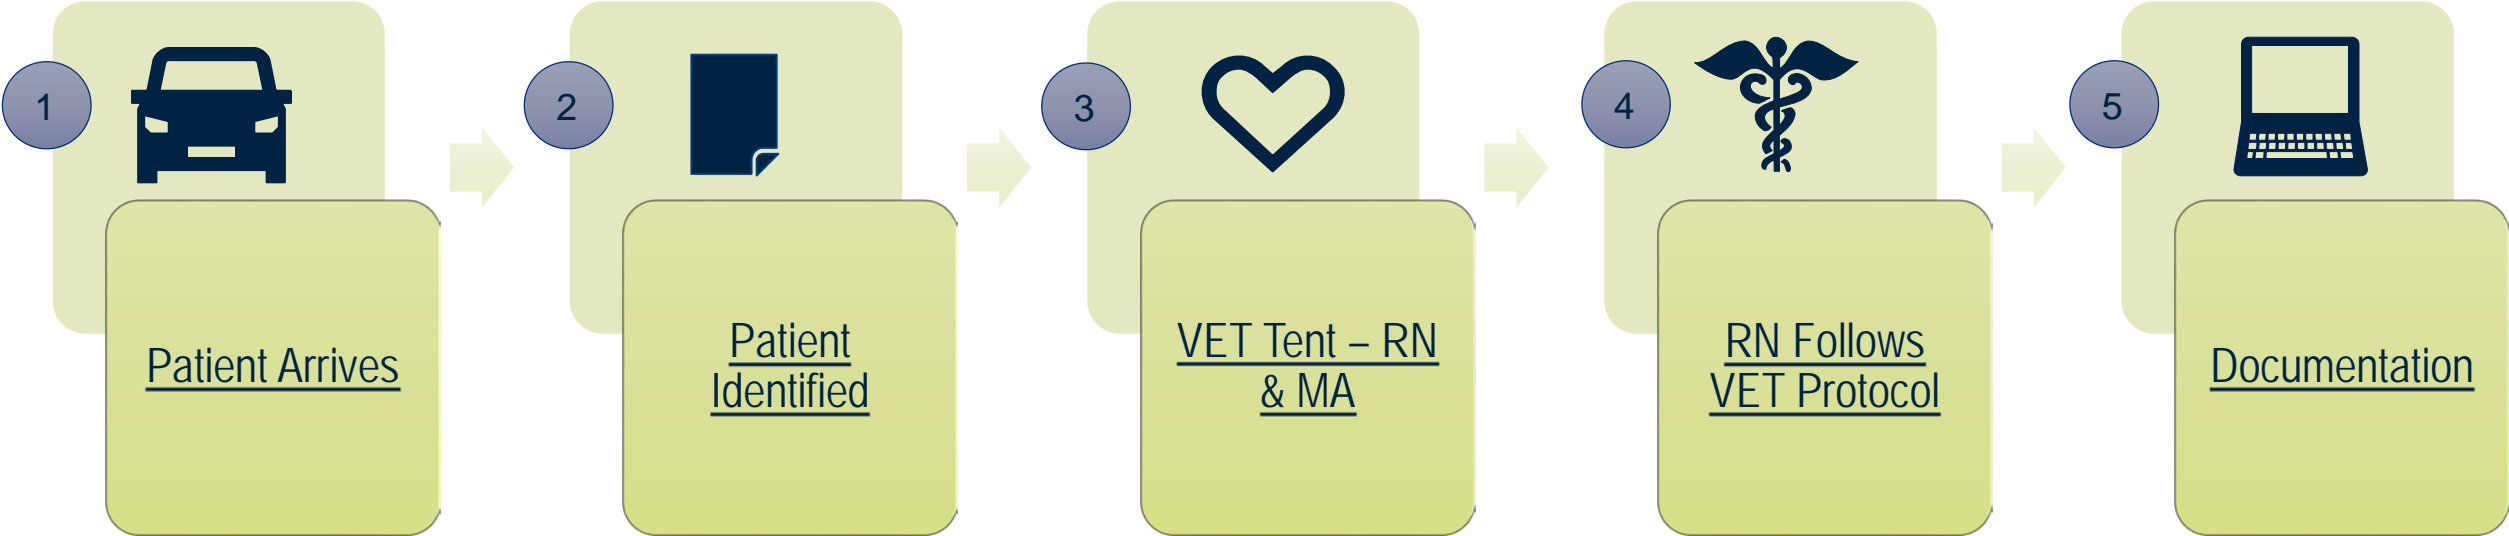 1
Patient Arrives
2
Patient
Identified
3
VET Tent – RN
& MA
4
RN Follows
VET Protocol
5
Documentation